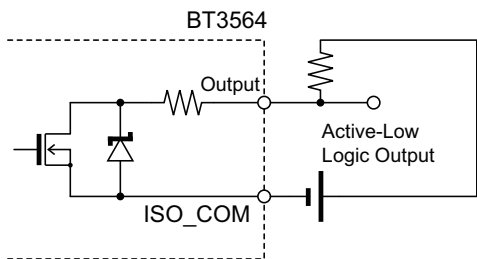 BT3564
Output
Active-Low
Logic Output
ISO_COM